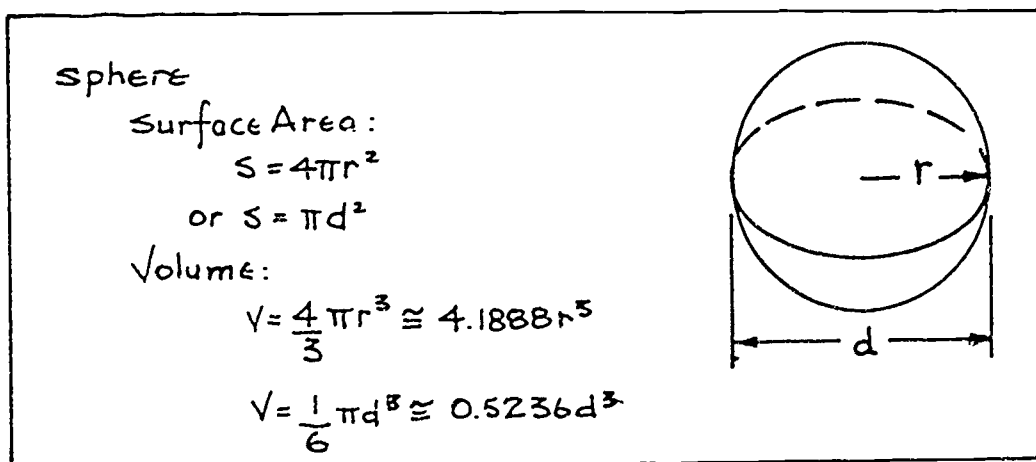 sphere
Surface Area:
S = 4πr²
or S = πd²
Volume:
V = 4/3 πr³ ≅ 4.1888r³
V = 1/6 πd³ ≅ 0.5236d³
r
d